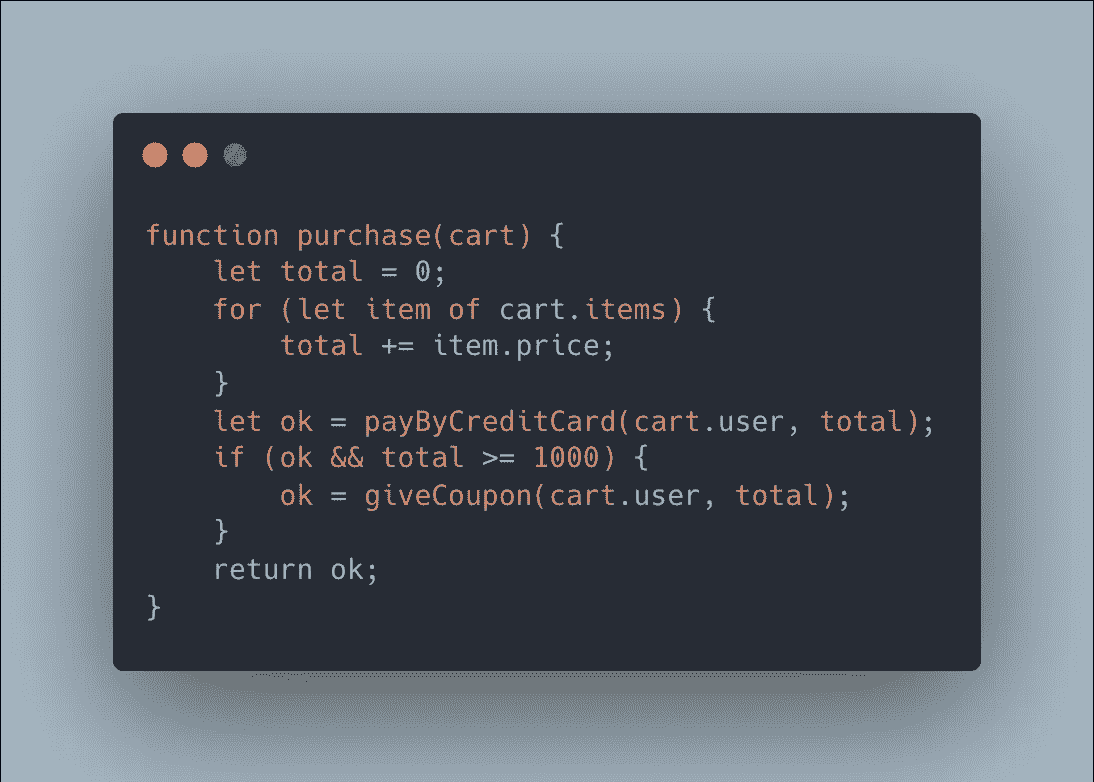 function purchase(cart) {
    let total = 0;
    for (let item of cart.items) {
        total += item.price;
    }
    let ok = payByCreditCard(cart.user, total);
    if (ok && total >= 1000) {
        ok = giveCoupon(cart.user, total);
    }
    return ok;
}